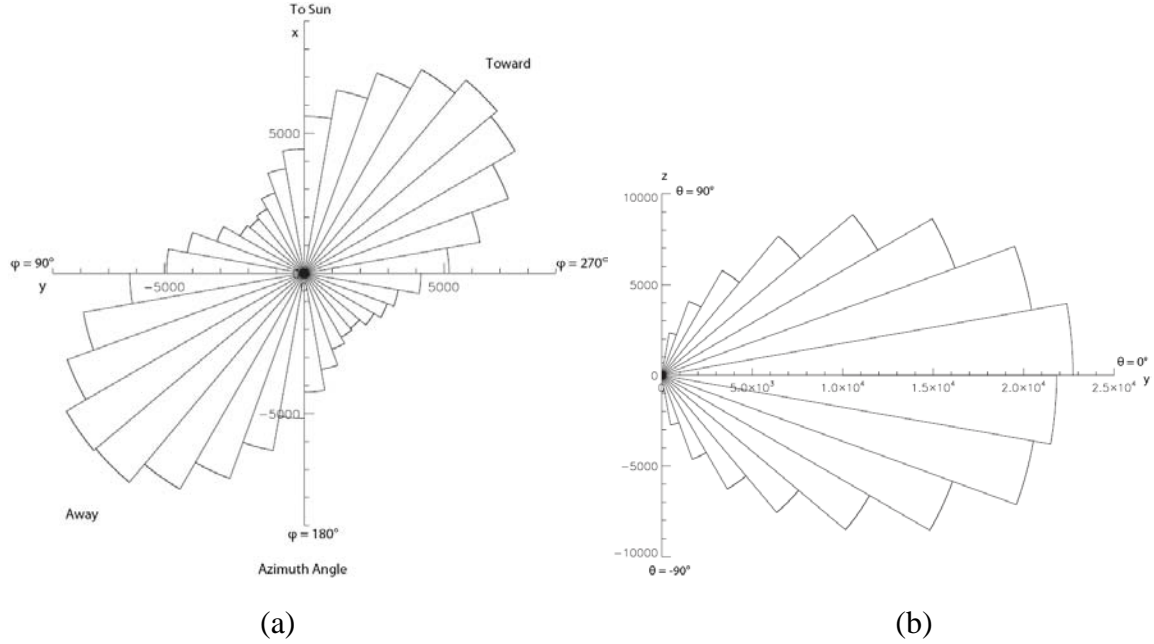 To Sun
x
Toward
5000
φ = 90°
φ = 270°
y
−5000
0
5000
−5000
Away
φ = 180°
Azimuth Angle
(a)
z
θ = 90°
10000
5000
0
θ = 0°
0
5.0×10³
1.0×10⁴
1.5×10⁴
2.0×10⁴
2.5×10⁴
y
−5000
−10000
θ = -90°
(b)